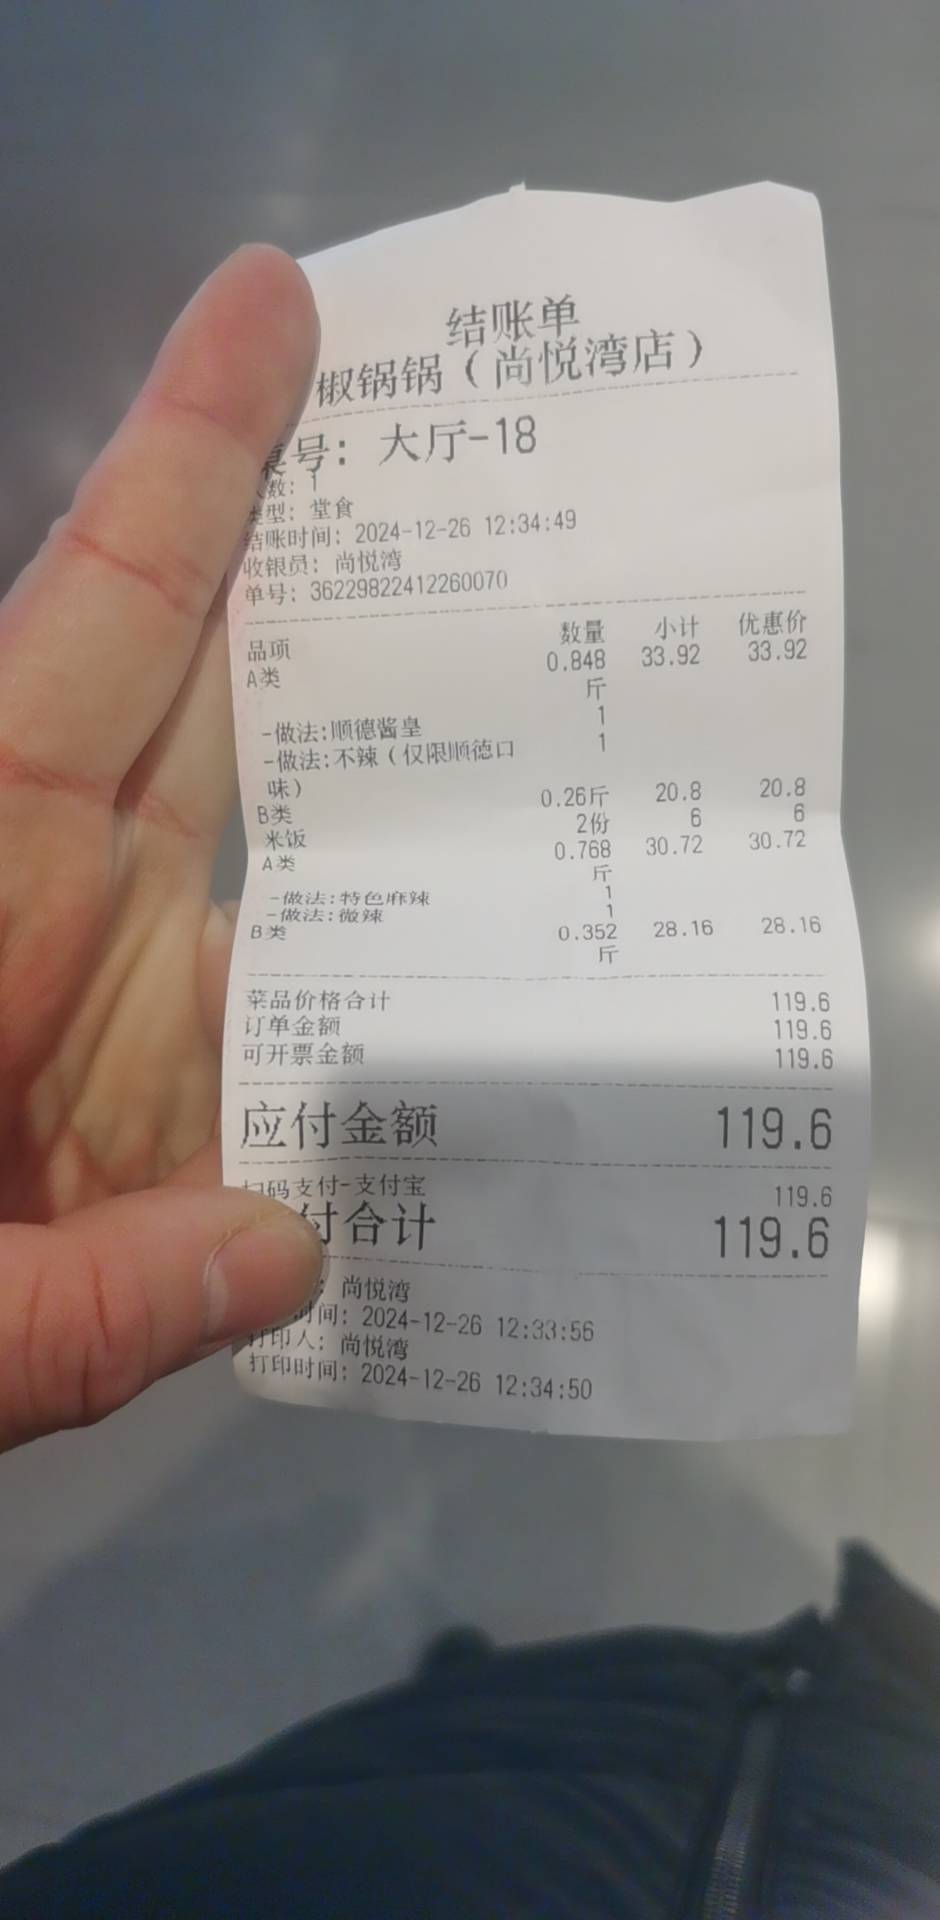 结账单
椒锅锅（尚悦湾店）
桌号：大厅-18
人数：1
类型：堂食
结账时间：2024-12-26 12:34:49
收银员：尚悦湾
单号：36229822412260070
品项 数量 小计 优惠价
A类 0.848 33.92 33.92
斤
-做法:顺德酱皇 1
-做法:不辣（仅限顺德口 1
味）
B类 0.26斤 20.8 20.8
米饭 2份 6 6
A类 0.768 30.72 30.72
斤
-做法:特色麻辣 1
-做法:微辣 1
B类 0.352 28.16 28.16
斤
菜品价格合计 119.6
订单金额 119.6
可开票金额 119.6
应付金额 119.6
扫码支付-支付宝 119.6
付合计 119.6
：尚悦湾
时间：2024-12-26 12:33:56
打印人：尚悦湾
打印时间：2024-12-26 12:34:50